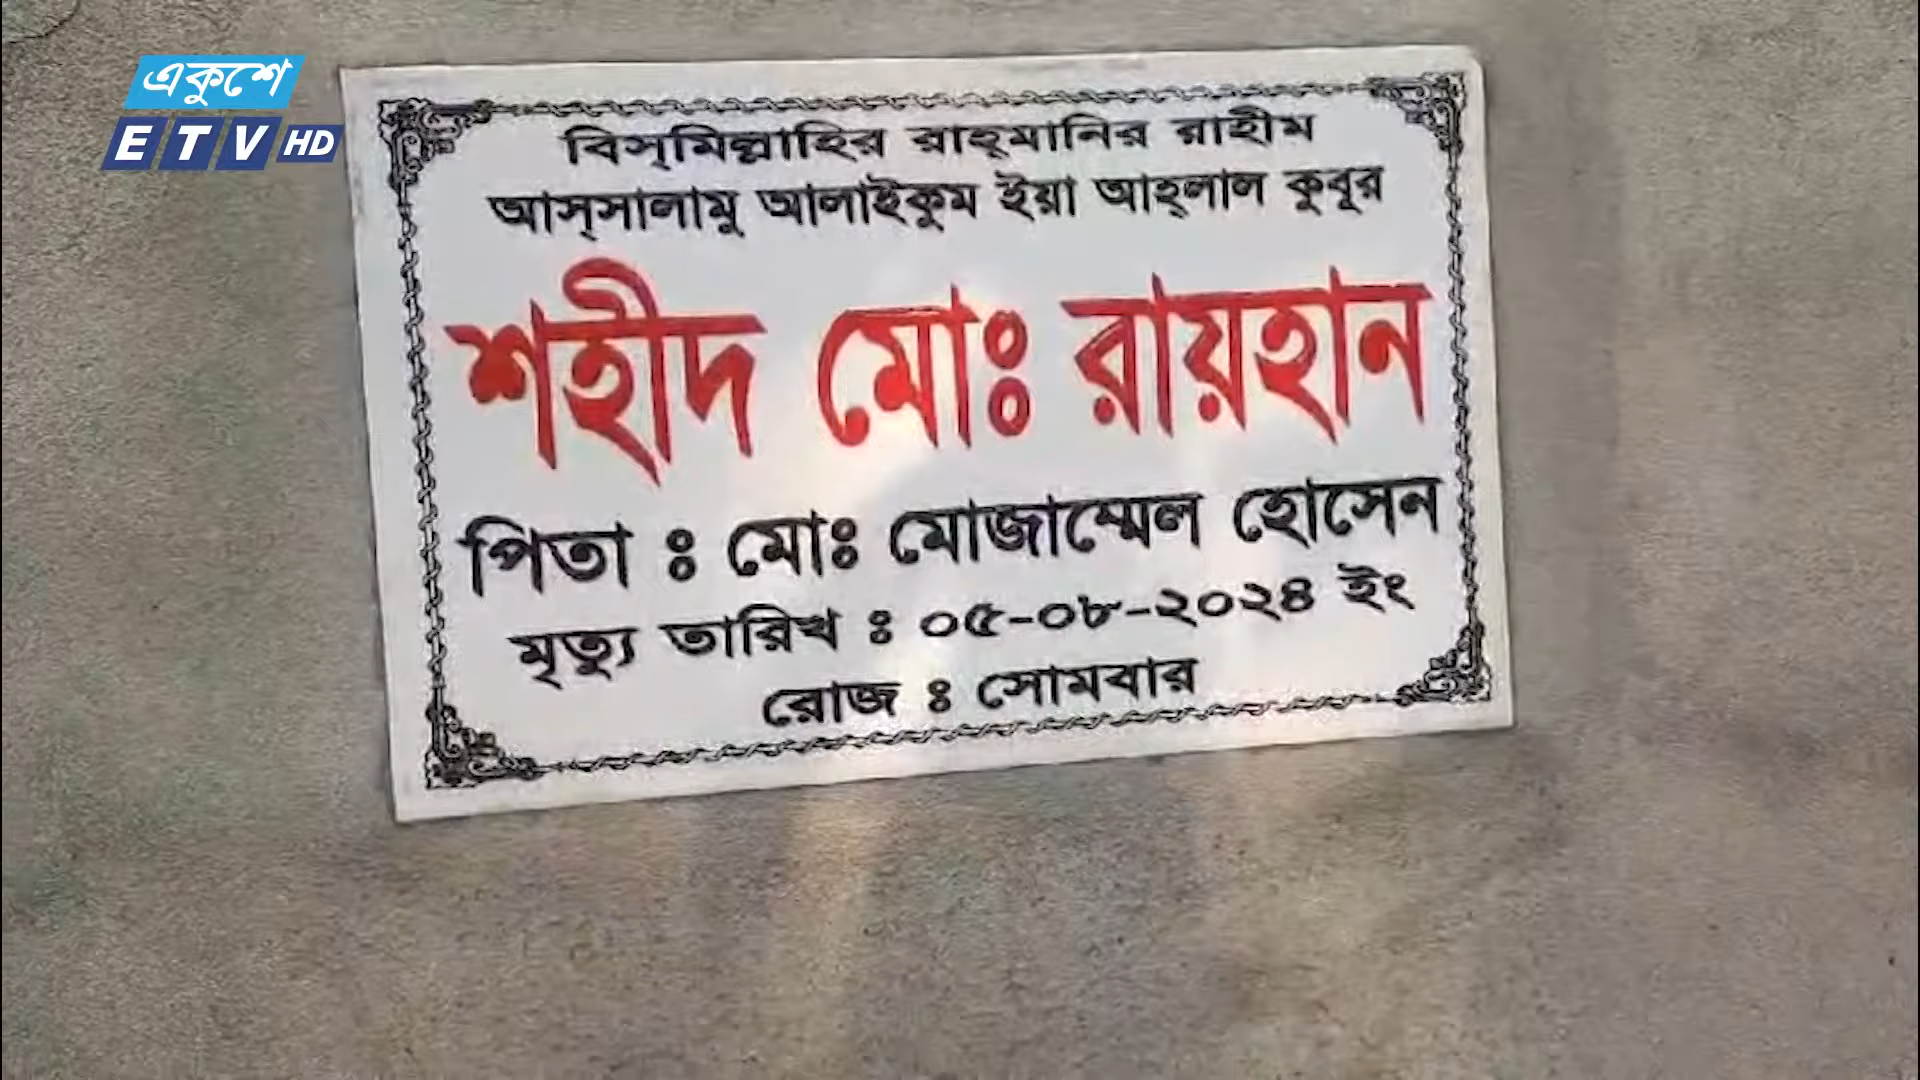 একুশে
ETV HD
বিস্‌মিল্লাহির রাহ্‌মানির রাহীম
আস্‌সালামু আলাইকুম ইয়া আহ্‌লাল কুবূর
শহীদ মোঃ রায়হান
পিতা ঃ মোঃ মোজাম্মেল হোসেন
মৃত্যু তারিখ ঃ ০৫-০৮-২০২৪ ইং
রোজ ঃ সোমবার